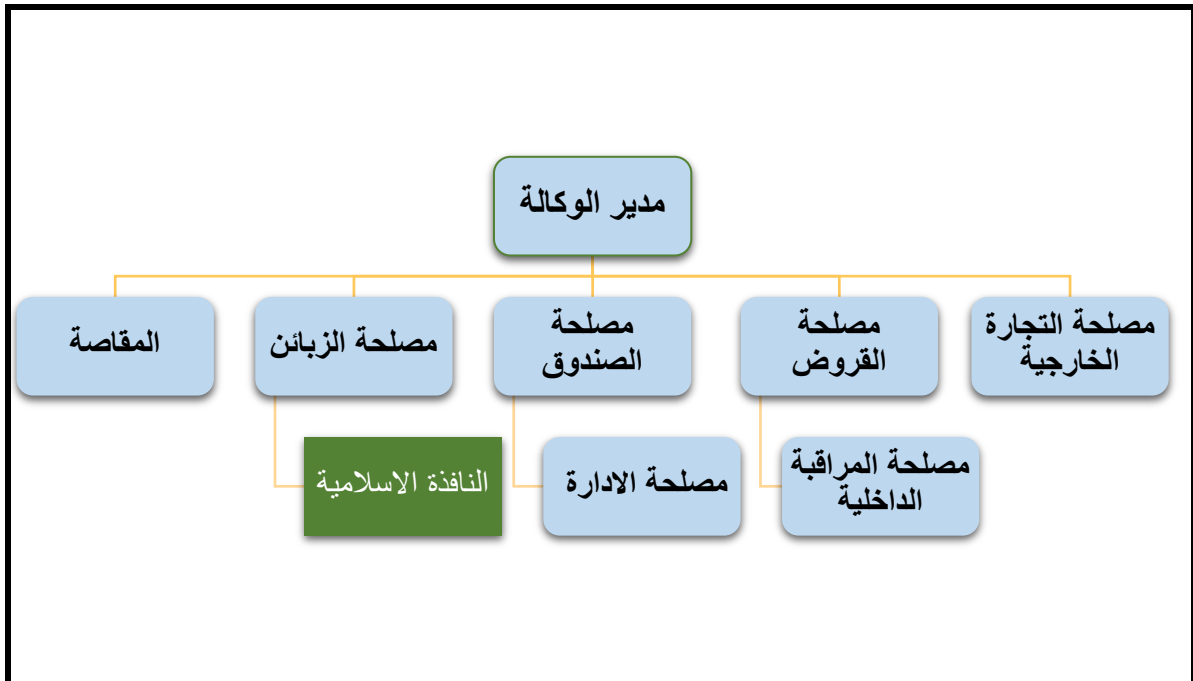 مدير الوكالة
مصلحة التجارة
الخارجية
مصلحة
القروض
مصلحة
الصندوق
مصلحة الزبائن
المقاصة
مصلحة المراقبة
الداخلية
مصلحة الادارة
النافذة الاسلامية